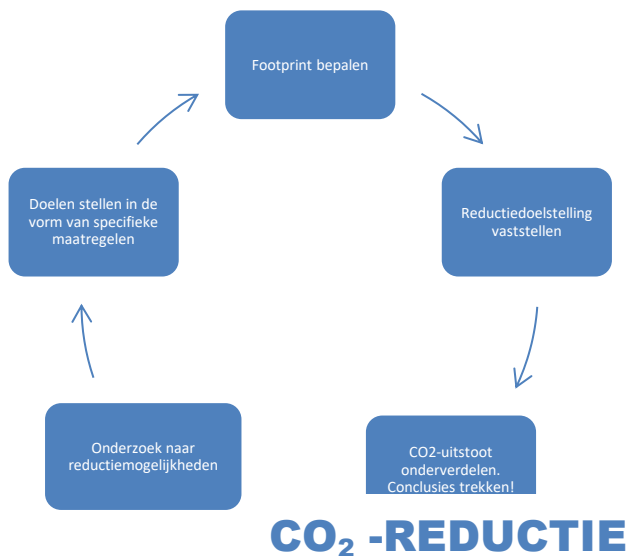 Footprint bepalen
Reductiedoelstelling
vaststellen
CO2-uitstoot
onderverdelen.
Conclusies trekken!
Onderzoek naar
reductiemogelijkheden
Doelen stellen in de
vorm van specifieke
maatregelen
CO₂ -REDUCTIE